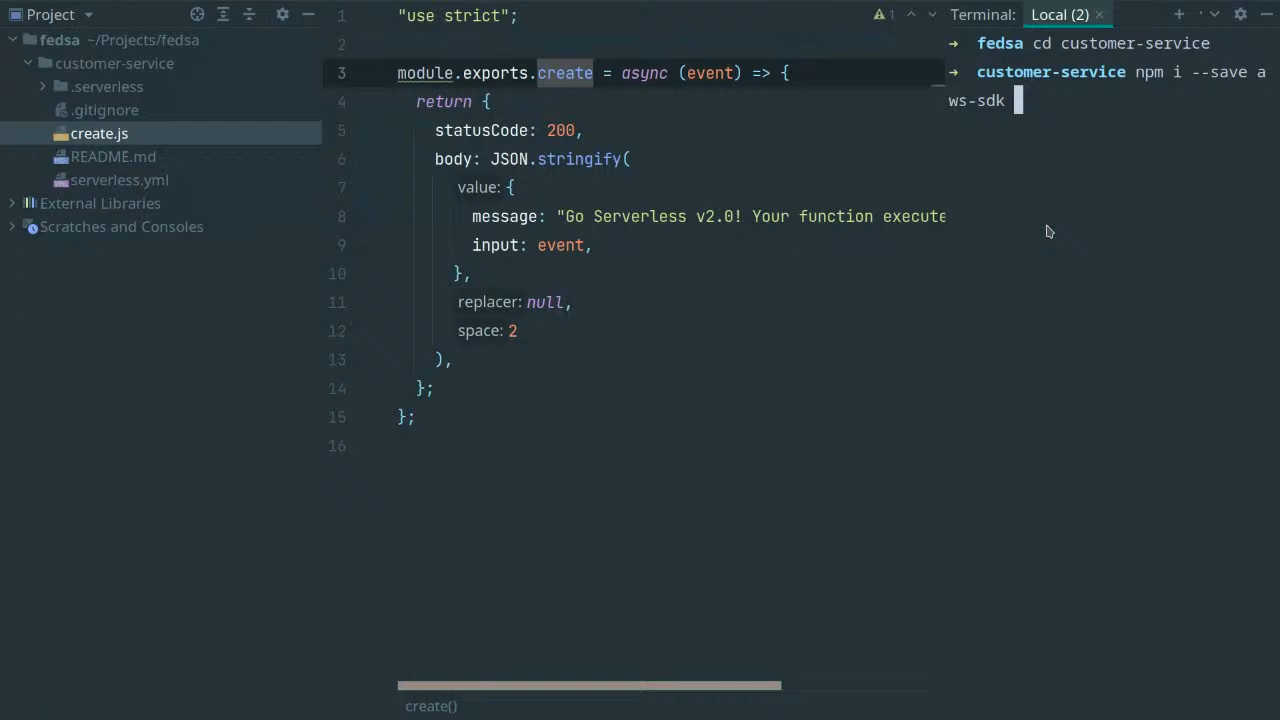 Project
fedsa ~/Projects/fedsa
customer-service
.serverless
.gitignore
create.js
README.md
serverless.yml
External Libraries
Scratches and Consoles
1 "use strict";
2
3 module.exports.create = async (event) => {
4 return {
5 statusCode: 200,
6 body: JSON.stringify(
7 value: {
8 message: "Go Serverless v2.0! Your function execute
9 input: event,
10 },
11 replacer: null,
12 space: 2
13 ),
14 };
15 };
16
1
create()
Terminal: Local (2)
➜ fedsa cd customer-service
➜ customer-service npm i --save a
ws-sdk